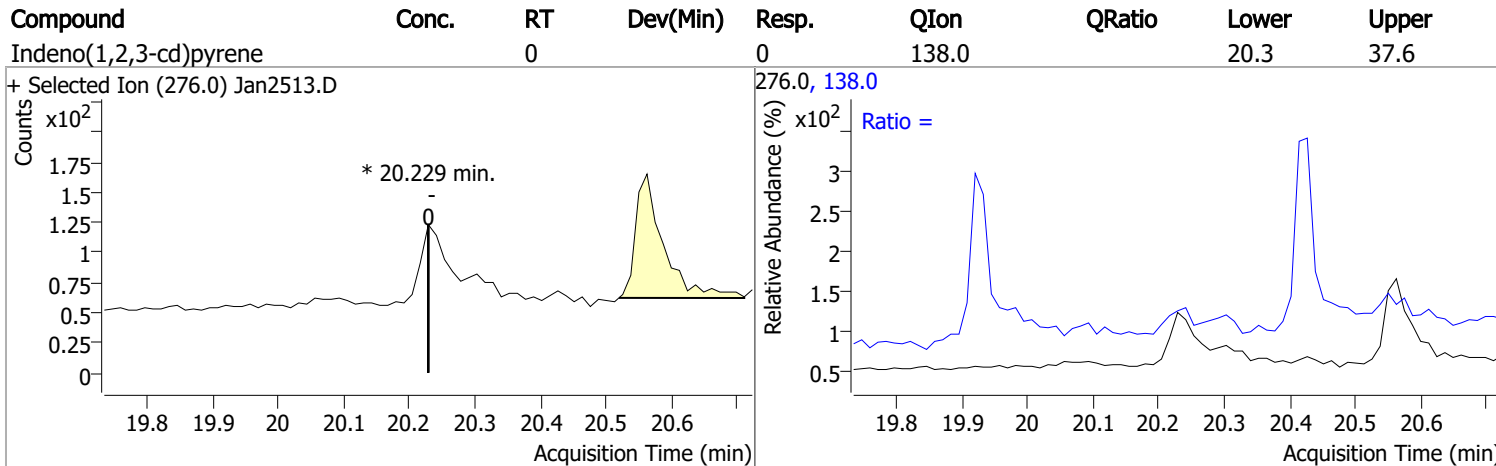 Compound Conc. RT Dev(Min) Resp. QIon QRatio Lower Upper
Indeno(1,2,3-cd)pyrene 0 0 138.0 20.3 37.6
+ Selected Ion (276.0) Jan2513.D
Counts
x10²
1.75
1.5
1.25
1
0.75
0.5
0.25
0
* 20.229 min.
-
0
19.8 19.9 20 20.1 20.2 20.3 20.4 20.5 20.6
Acquisition Time (min)
276.0, 138.0
Relative Abundance (%)
x10²
Ratio =
3
2.5
2
1.5
1
0.5
19.8 19.9 20 20.1 20.2 20.3 20.4 20.5 20.6
Acquisition Time (min)